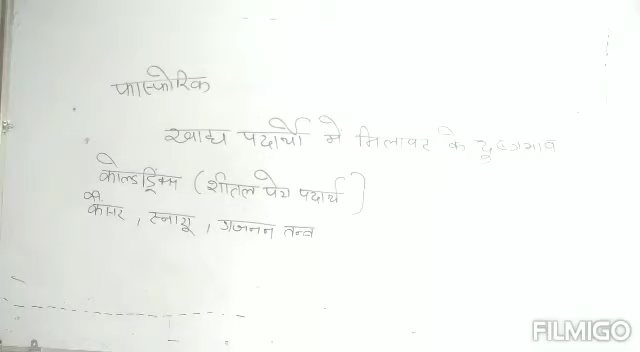 फास्फोरिक
खाद्य पदार्थो मे मिलावट के दुष्प्रभाव
कोल्डड्रिंक्स (शीतल पेय पदार्थ)
कैंसर, स्नायु, प्रजनन तन्त्र
FILMIGO